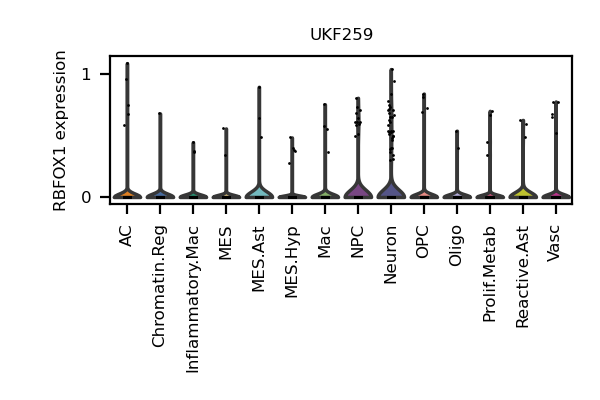 UKF259
RBFOX1 expression
1
0
AC
Chromatin.Reg
Inflammatory.Mac
MES
MES.Ast
MES.Hyp
Mac
NPC
Neuron
OPC
Oligo
Prolif.Metab
Reactive.Ast
Vasc